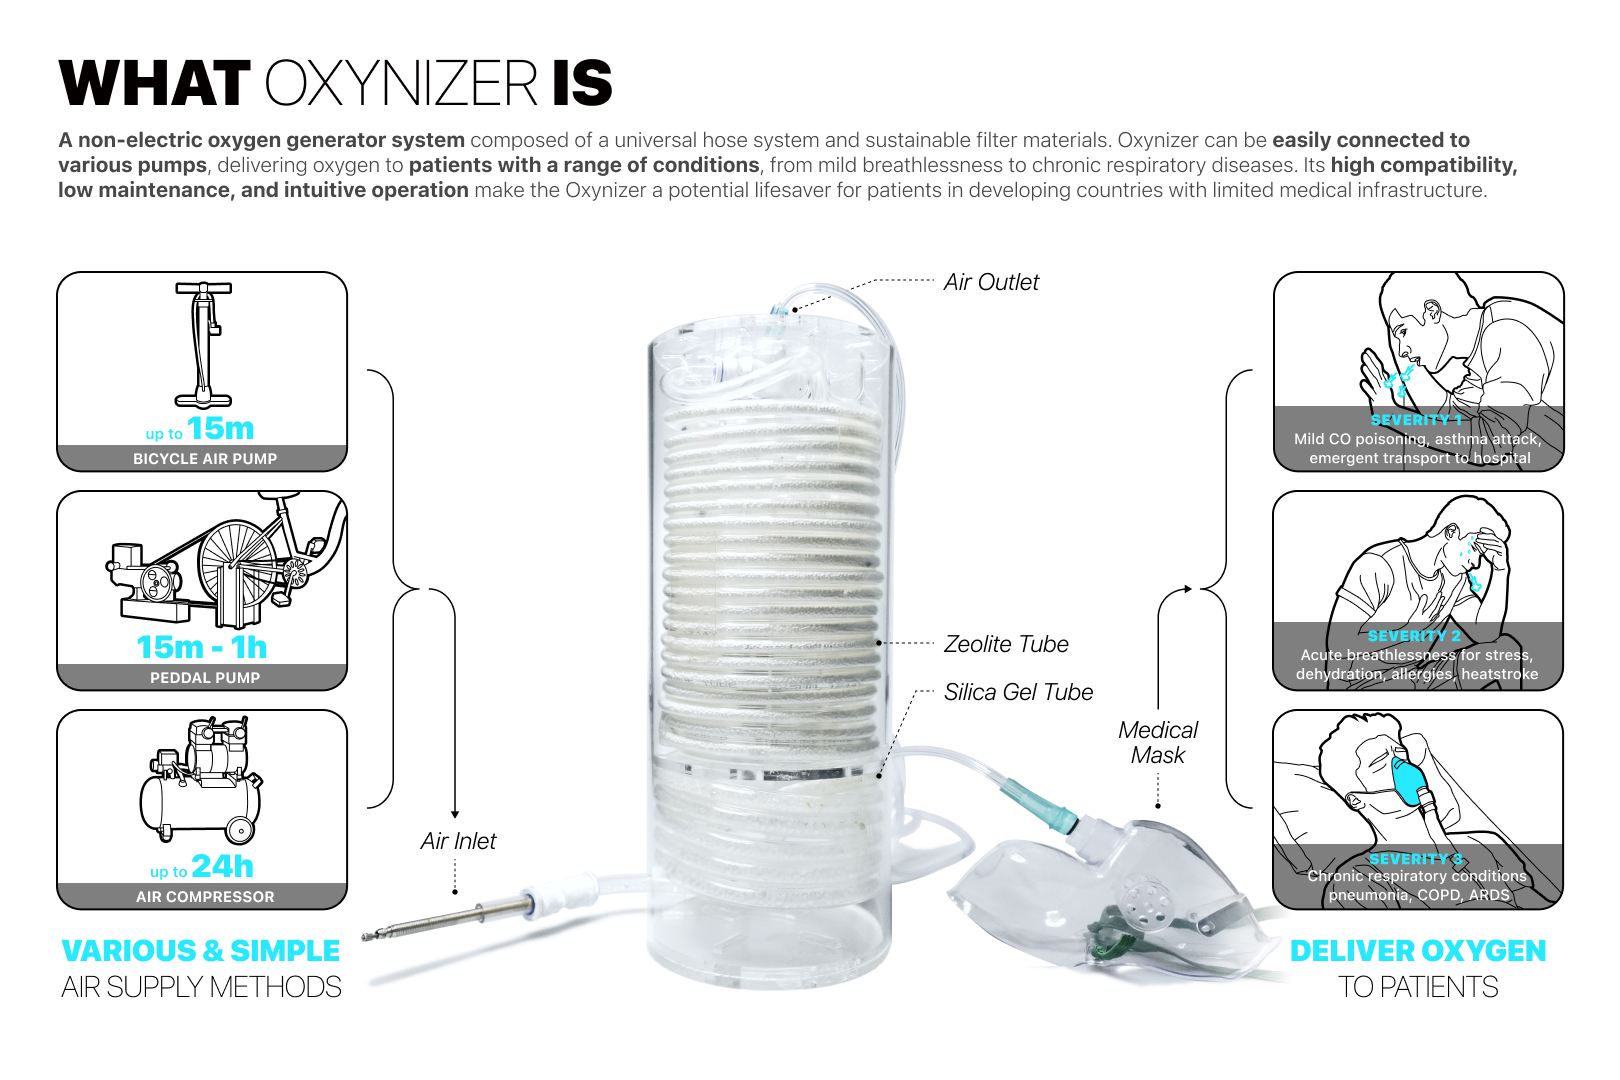 WHAT OXYNIZER IS
A non-electric oxygen generator system composed of a universal hose system and sustainable filter materials. Oxynizer can be easily connected to
various pumps, delivering oxygen to patients with a range of conditions, from mild breathlessness to chronic respiratory diseases. Its high compatibility,
low maintenance, and intuitive operation make the Oxynizer a potential lifesaver for patients in developing countries with limited medical infrastructure.
up to 15m
BICYCLE AIR PUMP
15m - 1h
PEDDAL PUMP
up to 24h
AIR COMPRESSOR
VARIOUS & SIMPLE
AIR SUPPLY METHODS
Air Inlet
Air Outlet
Zeolite Tube
Silica Gel Tube
Medical
Mask
SEVERITY 1
Mild CO poisoning, asthma attack,
emergent transport to hospital
SEVERITY 2
Acute breathlessness for stress,
dehydration, allergies, heatstroke
SEVERITY 3
Chronic respiratory conditions
pneumonia, COPD, ARDS
DELIVER OXYGEN
TO PATIENTS